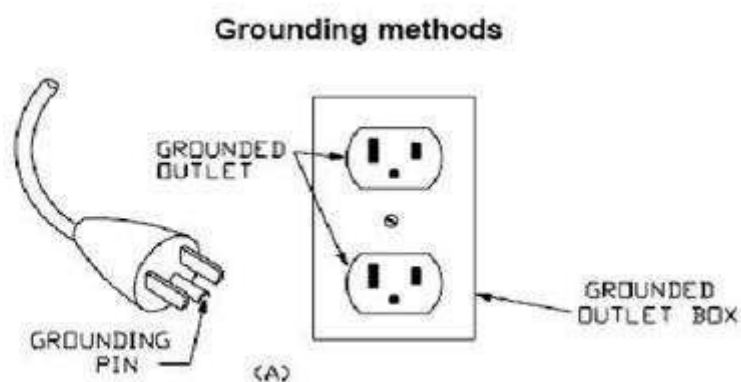 Grounding methods
GROUNDED
OUTLET
GROUNDED
OUTLET BOX
GROUNDING
PIN
(A)